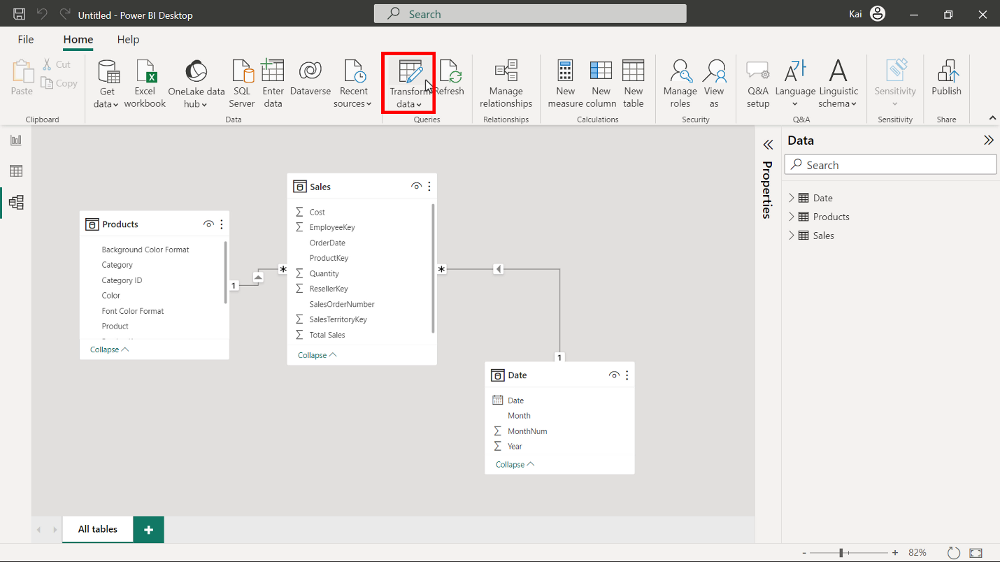 Untitled - Power BI Desktop
Search
Kai
File
Home
Help
Paste
Cut
Copy
Clipboard
Get data
Excel workbook
OneLake data hub
SQL Server
Enter data
Dataverse
Recent sources
Data
Transform data
Refresh
Queries
Manage relationships
Relationships
New measure
New column
New table
Calculations
Manage roles
View as
Security
Q&A setup
Language
Linguistic schema
Q&A
Sensitivity
Sensitivity
Publish
Share
Products
Background Color Format
Category
Category ID
Color
Font Color Format
Product
Collapse
1
*
Sales
Cost
EmployeeKey
OrderDate
ProductKey
Quantity
ResellerKey
SalesOrderNumber
SalesTerritoryKey
Total Sales
Collapse
*
1
Date
Date
Month
MonthNum
Year
Collapse
Properties
Data
Search
Date
Products
Sales
All tables
+
- + 82%